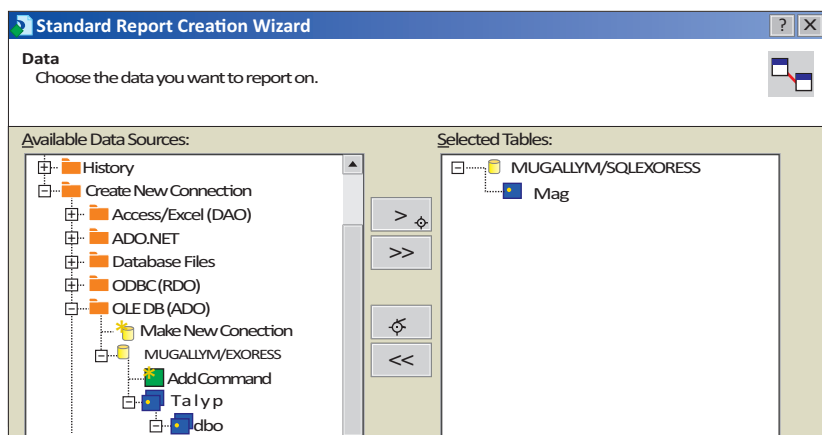 Standard Report Creation Wizard
? X
Data
Choose the data you want to report on.
Available Data Sources:
History
Create New Connection
Access/Excel (DAO)
ADO.NET
Database Files
ODBC (RDO)
OLE DB (ADO)
Make New Conection
MUGALLYM/EXORESS
Add Command
Talyp
dbo
>
>>
<<
Selected Tables:
MUGALLYM/SQLEXORESS
Mag